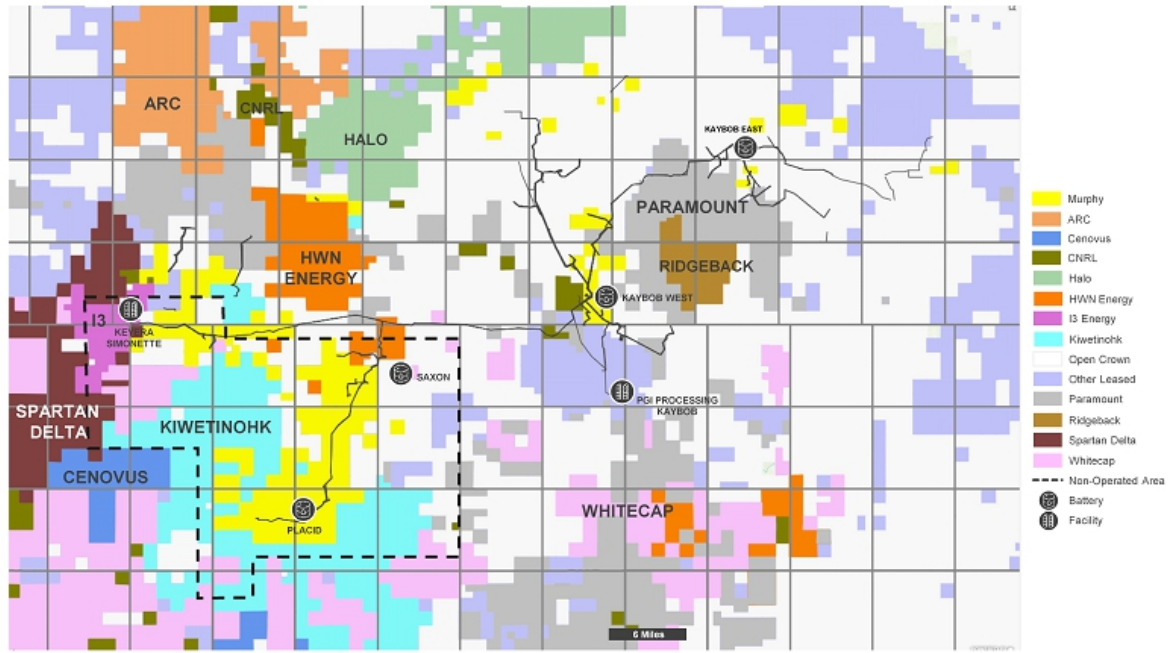 KAYBOB EAST
ARC
CNRL
HALO
PARAMOUNT
HWN
ENERGY
RIDGEBACK
KAYBOB WEST
I3
KEYERA
SIMONETTE
SAXON
PGI PROCESSING
KAYBOB
SPARTAN
DELTA
KIWETINOHK
CENOVUS
WHITECAP
PLACID
6 Miles
Murphy
ARC
Cenovus
CNRL
Halo
HWN Energy
I3 Energy
Kiwetinohk
Open Crown
Other Leased
Paramount
Ridgeback
Spartan Delta
Whitecap
Non-Operated Area
Battery
Facility